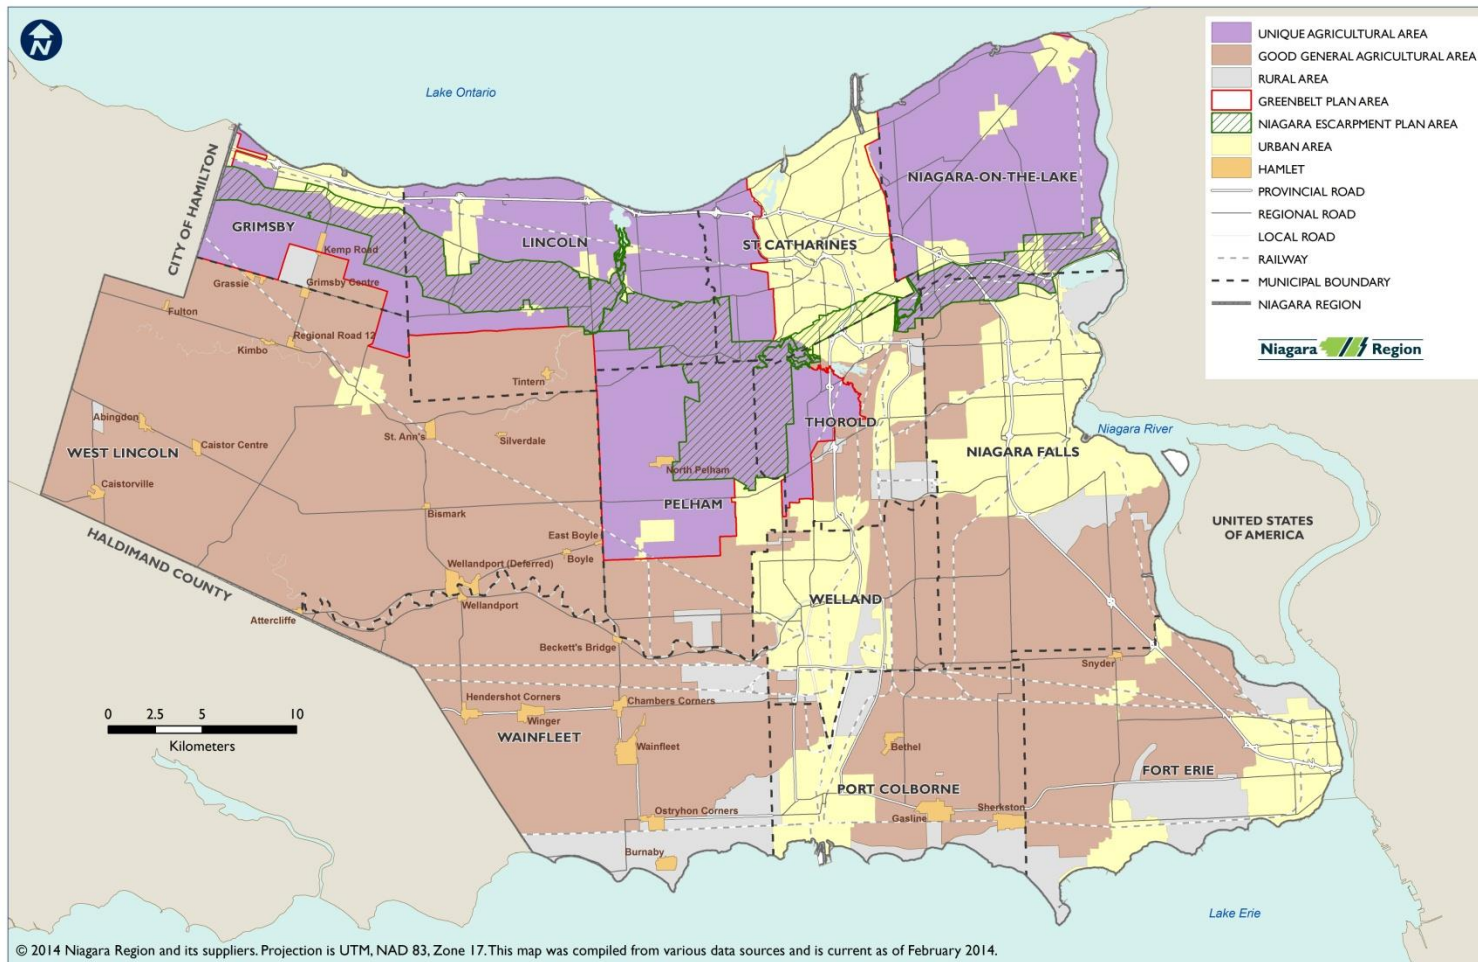 N
Lake Ontario
UNIQUE AGRICULTURAL AREA
GOOD GENERAL AGRICULTURAL AREA
RURAL AREA
GREENBELT PLAN AREA
NIAGARA ESCARPMENT PLAN AREA
URBAN AREA
HAMLET
PROVINCIAL ROAD
REGIONAL ROAD
LOCAL ROAD
RAILWAY
MUNICIPAL BOUNDARY
NIAGARA REGION
Niagara Region
CITY OF HAMILTON
GRIMSBY
LINCOLN
ST. CATHARINES
NIAGARA-ON-THE-LAKE
Kemp Road
Grassie
Grimsby Centre
Fulton
Regional Road 12
Kimbo
Tintern
Abingdon
St. Ann's
Silverdale
Caistor Centre
WEST LINCOLN
Caistorville
THOROLD
NIAGARA FALLS
Niagara River
North Pelham
PELHAM
Bismark
UNITED STATES
OF AMERICA
HALDIMAND COUNTY
East Boyle
Boyle
Wellandport (Deferred)
Wellandport
WELLAND
Attercliffe
Beckett's Bridge
Snyder
Hendershot Corners
Chambers Corners
Winger
WAINFLEET
Wainfleet
Bethel
FORT ERIE
PORT COLBORNE
Ostryhon Corners
Gasline
Sherkston
Burnaby
0 2.5 5 10
Kilometers
Lake Erie
© 2014 Niagara Region and its suppliers. Projection is UTM, NAD 83, Zone 17. This map was compiled from various data sources and is current as of February 2014.